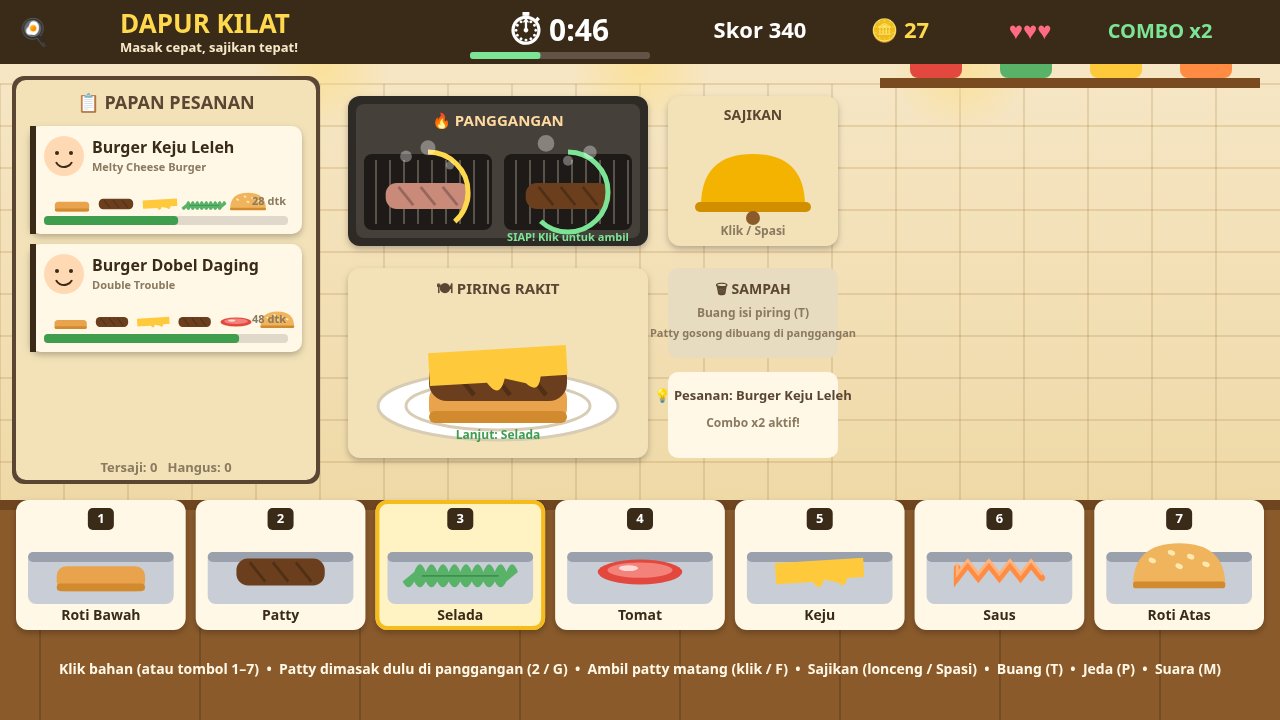 DAPUR KILAT
Masak cepat, sajikan tepat!
0:46
Skor 340
27
COMBO x2
PAPAN PESANAN
Burger Keju Leleh
Melty Cheese Burger
28 dtk
Burger Dobel Daging
Double Trouble
48 dtk
Tersaji: 0 Hangus: 0
PANGGANGAN
SIAP! Klik untuk ambil
SAJIKAN
Klik / Spasi
PIRING RAKIT
Lanjut: Selada
SAMPAH
Buang isi piring (T)
Patty gosong dibuang di panggangan
Pesanan: Burger Keju Leleh
Combo x2 aktif!
1
Roti Bawah
2
Patty
3
Selada
4
Tomat
5
Keju
6
Saus
7
Roti Atas
Klik bahan (atau tombol 1–7) • Patty dimasak dulu di panggangan (2 / G) • Ambil patty matang (klik / F) • Sajikan (lonceng / Spasi) • Buang (T) • Jeda (P) • Suara (M)